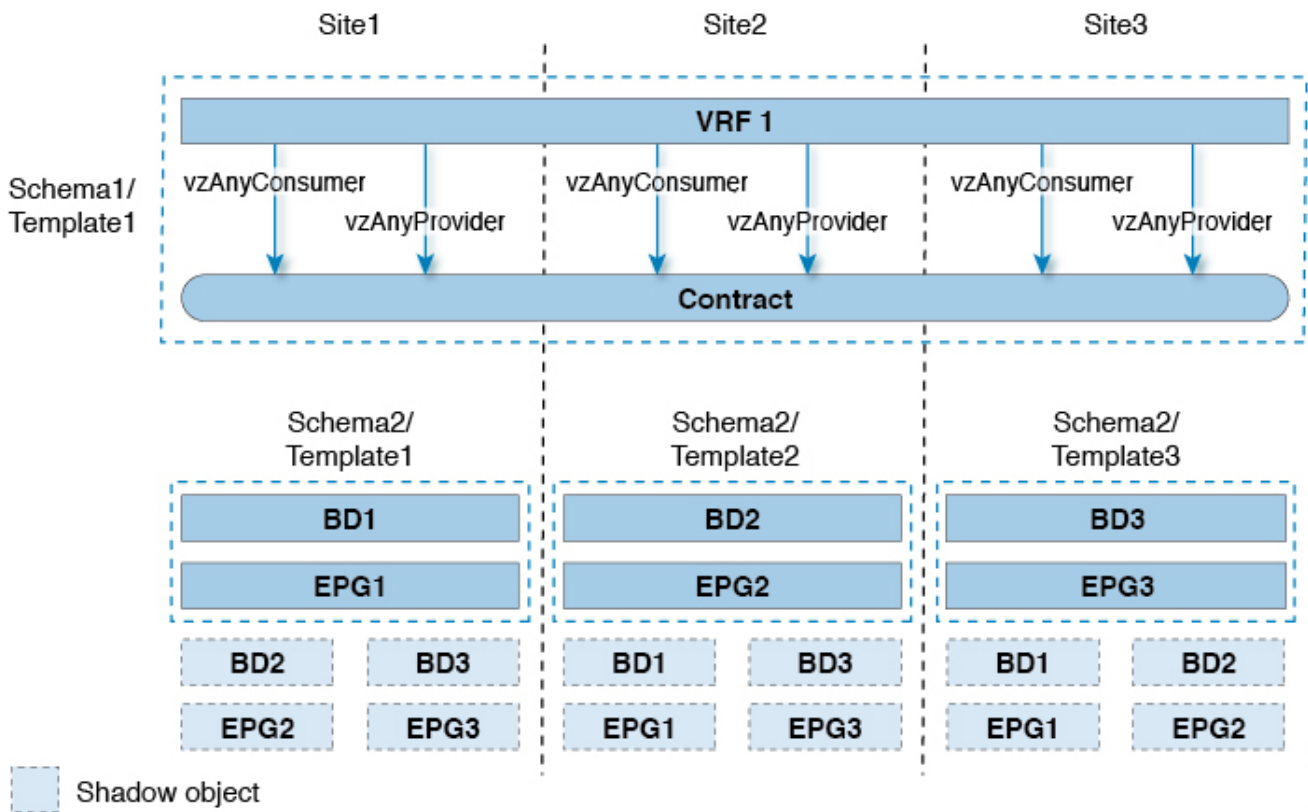 Site1 Site2 Site3
VRF 1
Schema1/
Template1
vzAnyConsumer vzAnyConsumer vzAnyConsumer
vzAnyProvider vzAnyProvider vzAnyProvider
Contract
Schema2/
Template1
Schema2/
Template2
Schema2/
Template3
BD1 BD2 BD3
EPG1 EPG2 EPG3
BD2 BD3 BD1 BD3 BD1 BD2
EPG2 EPG3 EPG1 EPG3 EPG1 EPG2
Shadow object